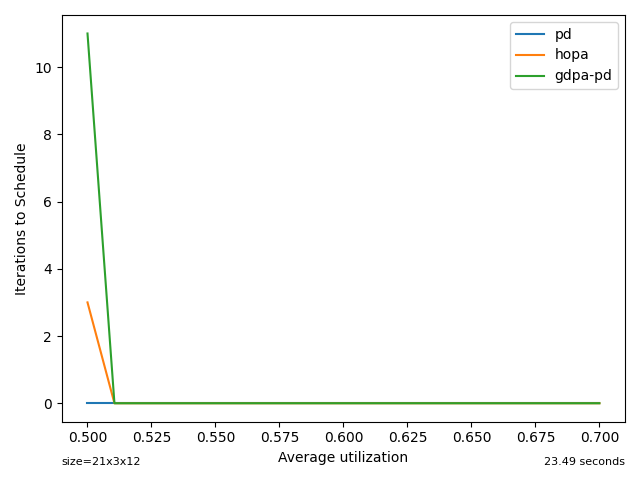 pd
hopa
gdpa-pd
Iterations to Schedule
10
8
6
4
2
0
0.500 0.525 0.550 0.575 0.600 0.625 0.650 0.675 0.700
Average utilization
size=21x3x12
23.49 seconds